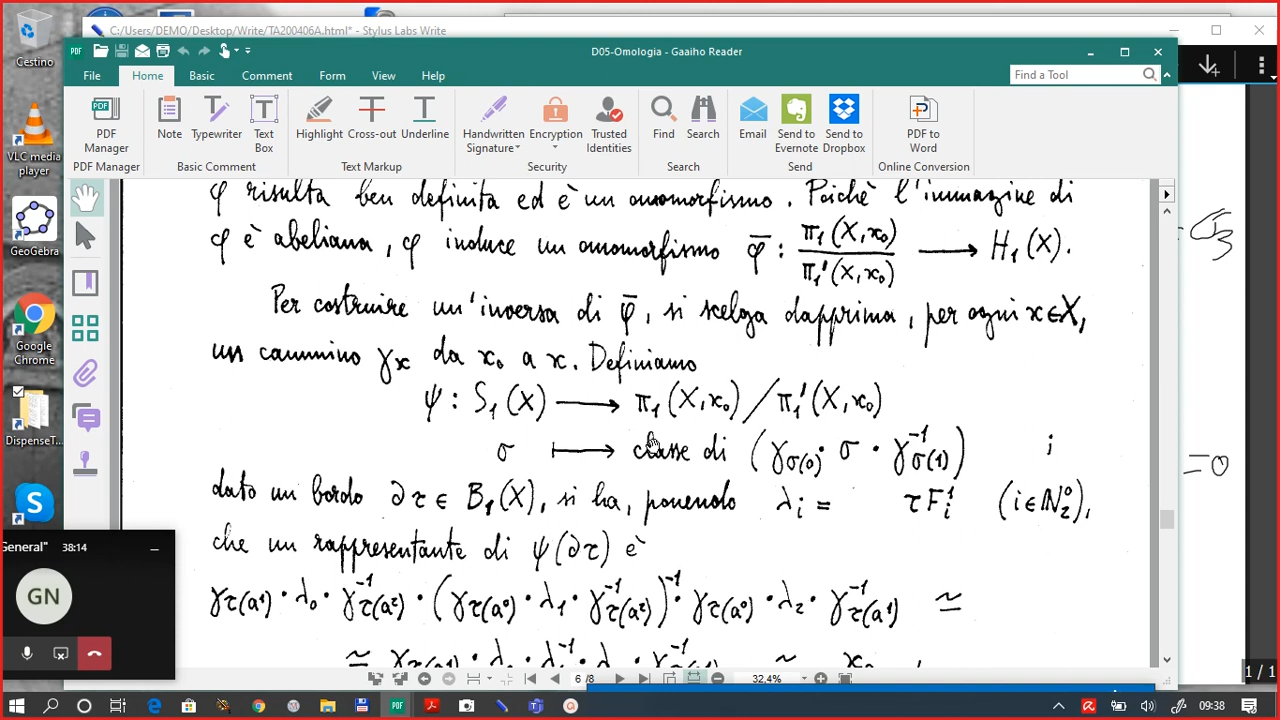 Cestino
C:/Users/DEMO/Desktop/Write/TA200406A.html* - Stylus Labs Write
D05-Omologia - Gaaiho Reader
File Home Basic Comment Form View Help
Find a Tool
PDF Manager Note Typewriter Text Box Highlight Cross-out Underline Handwritten Signature Encryption Trusted Identities Find Search Email Send to Evernote Send to Dropbox PDF to Word
PDF Manager Basic Comment Text Markup Security Search Send Online Conversion
VLC media player
GeoGebra
Google Chrome
DispenseT...
Skype
φ risulta ben definita ed è un omomorfismo. Poichè l'immagine di
φ è abeliana, φ induce un omomorfismo φ̄ : π₁(X,x₀) / π₁'(X,x₀) ⟶ H₁(X).
Per costruire un'inversa di φ̄, si scelga dapprima, per ogni x∈X,
un cammino γx da x₀ a x. Definiamo
ψ : S₁(X) ⟶ π₁(X,x₀) / π₁'(X,x₀)
σ ⟼ classe di (γσ(0) · σ · γ⁻¹σ(1)) i
dato un bordo ∂τ ∈ B₁(X), si ha, ponendo λi = τFi¹ (i∈ℕ₂⁰),
che un rappresentante di ψ(∂τ) è
γτ(a¹) · λ₀ · γ⁻¹τ(a²) · (γτ(a⁰) · λ₁ · γ⁻¹τ(a²))⁻¹ · γτ(a⁰) · λ₂ · γ⁻¹τ(a¹) ≃
=0
General" 38:14
GN
6 /8
32,4%
1 / 1
09:38